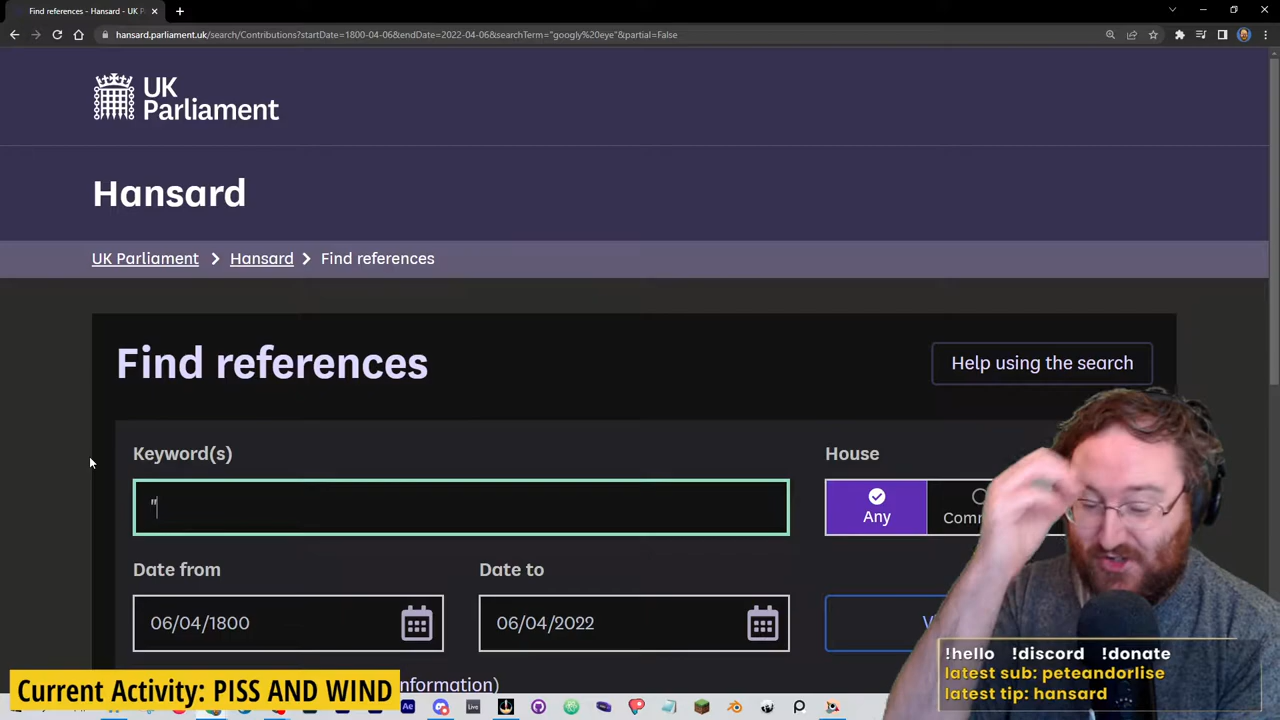 Find references - Hansard - UK P
hansard.parliament.uk/search/Contributions?startDate=1800-04-06&endDate=2022-04-06&searchTerm="googly%20eye"&partial=False
UK
Parliament
Hansard
UK Parliament > Hansard > Find references
Find references
Help using the search
Keyword(s)
House
"
Any
Comm
Date from
Date to
06/04/1800
06/04/2022
V
nformation)
Current Activity: PISS AND WIND
!hello !discord !donate
latest sub: peteandorlise
latest tip: hansard